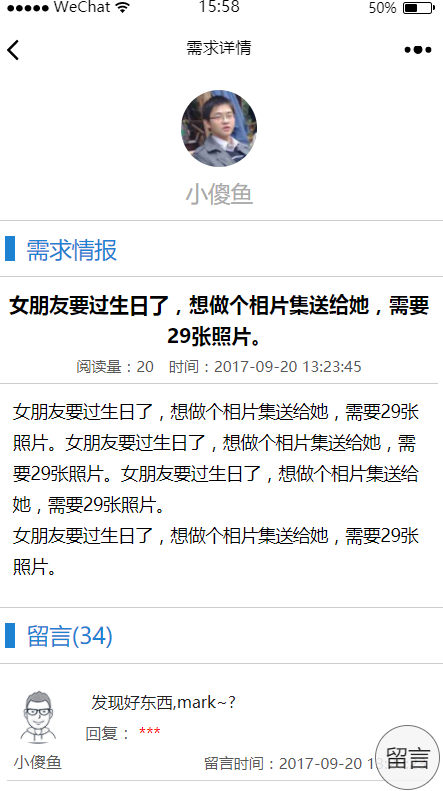 WeChat 15:58 50%
需求详情
小傻鱼
需求情报
女朋友要过生日了，想做个相片集送给她，需要
29张照片。
阅读量：20 时间：2017-09-20 13:23:45
女朋友要过生日了，想做个相片集送给她，需要29张
照片。女朋友要过生日了，想做个相片集送给她，需
要29张照片。女朋友要过生日了，想做个相片集送给
她，需要29张照片。
女朋友要过生日了，想做个相片集送给她，需要29张
照片。
留言(34)
发现好东西,mark~?
回复： ***
小傻鱼 留言时间：2017-09-20
留言